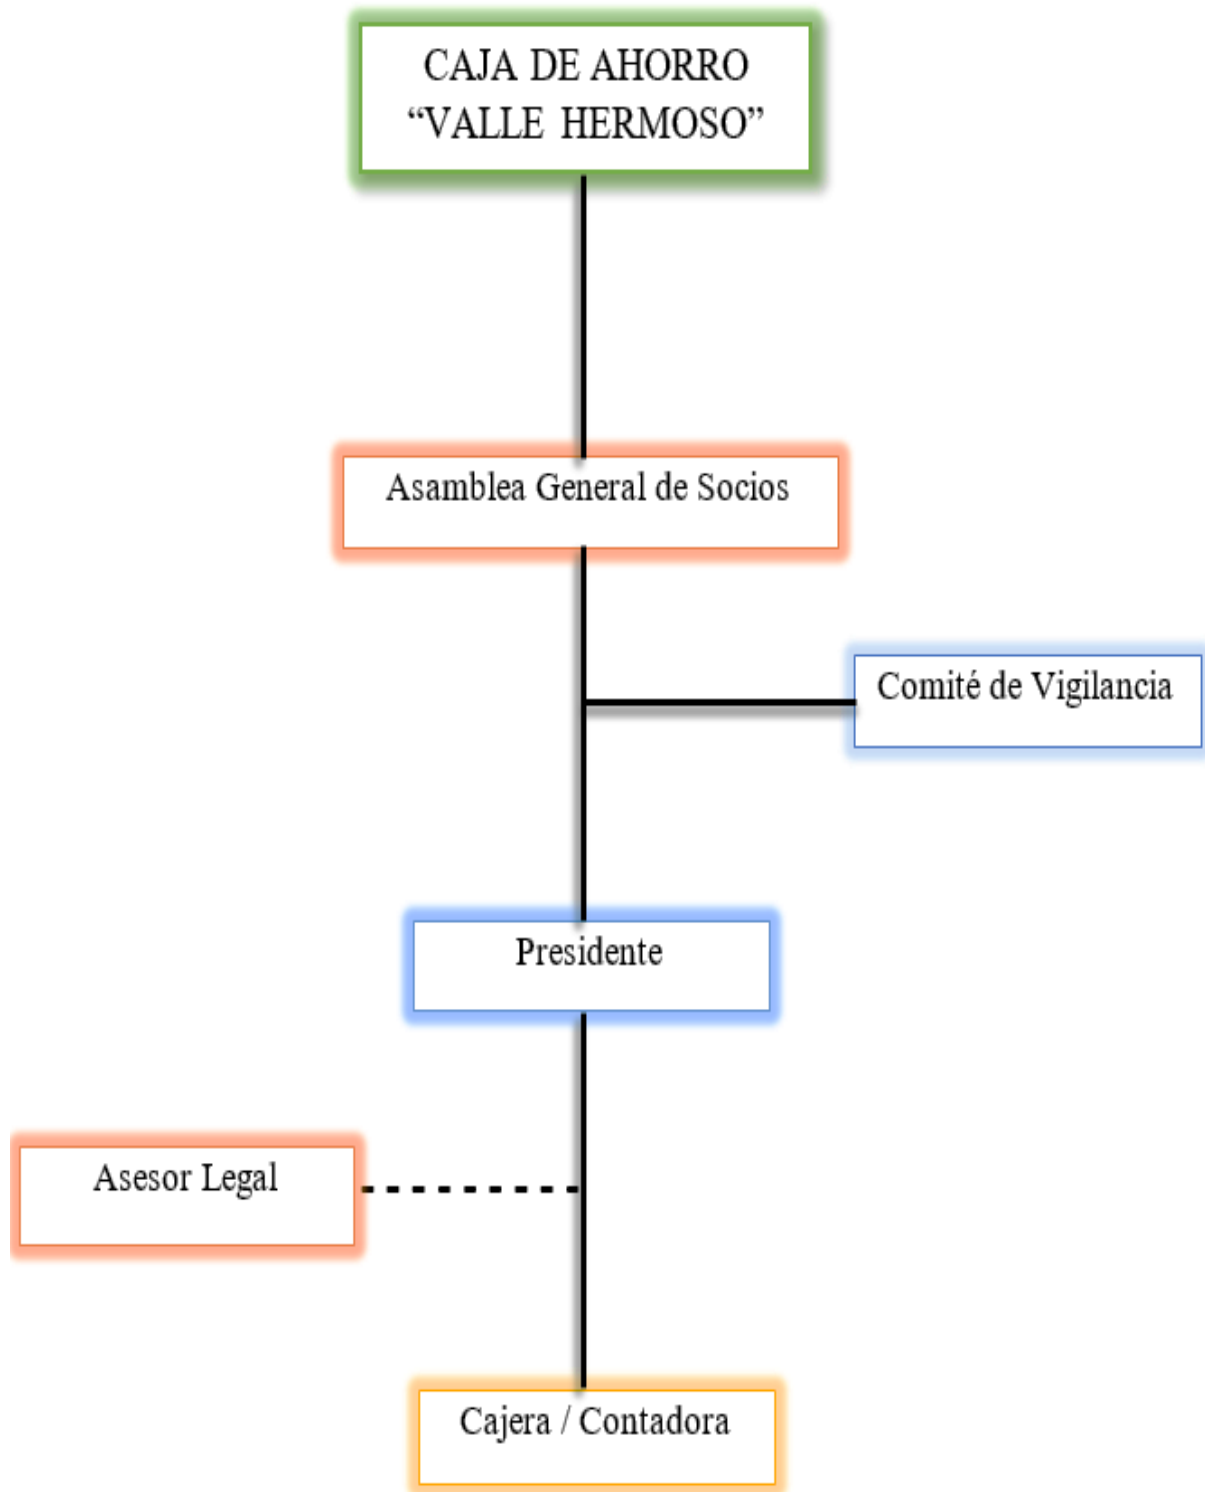 CAJA DE AHORRO
“VALLE HERMOSO”
Asamblea General de Socios
Comité de Vigilancia
Presidente
Asesor Legal
Cajera / Contadora